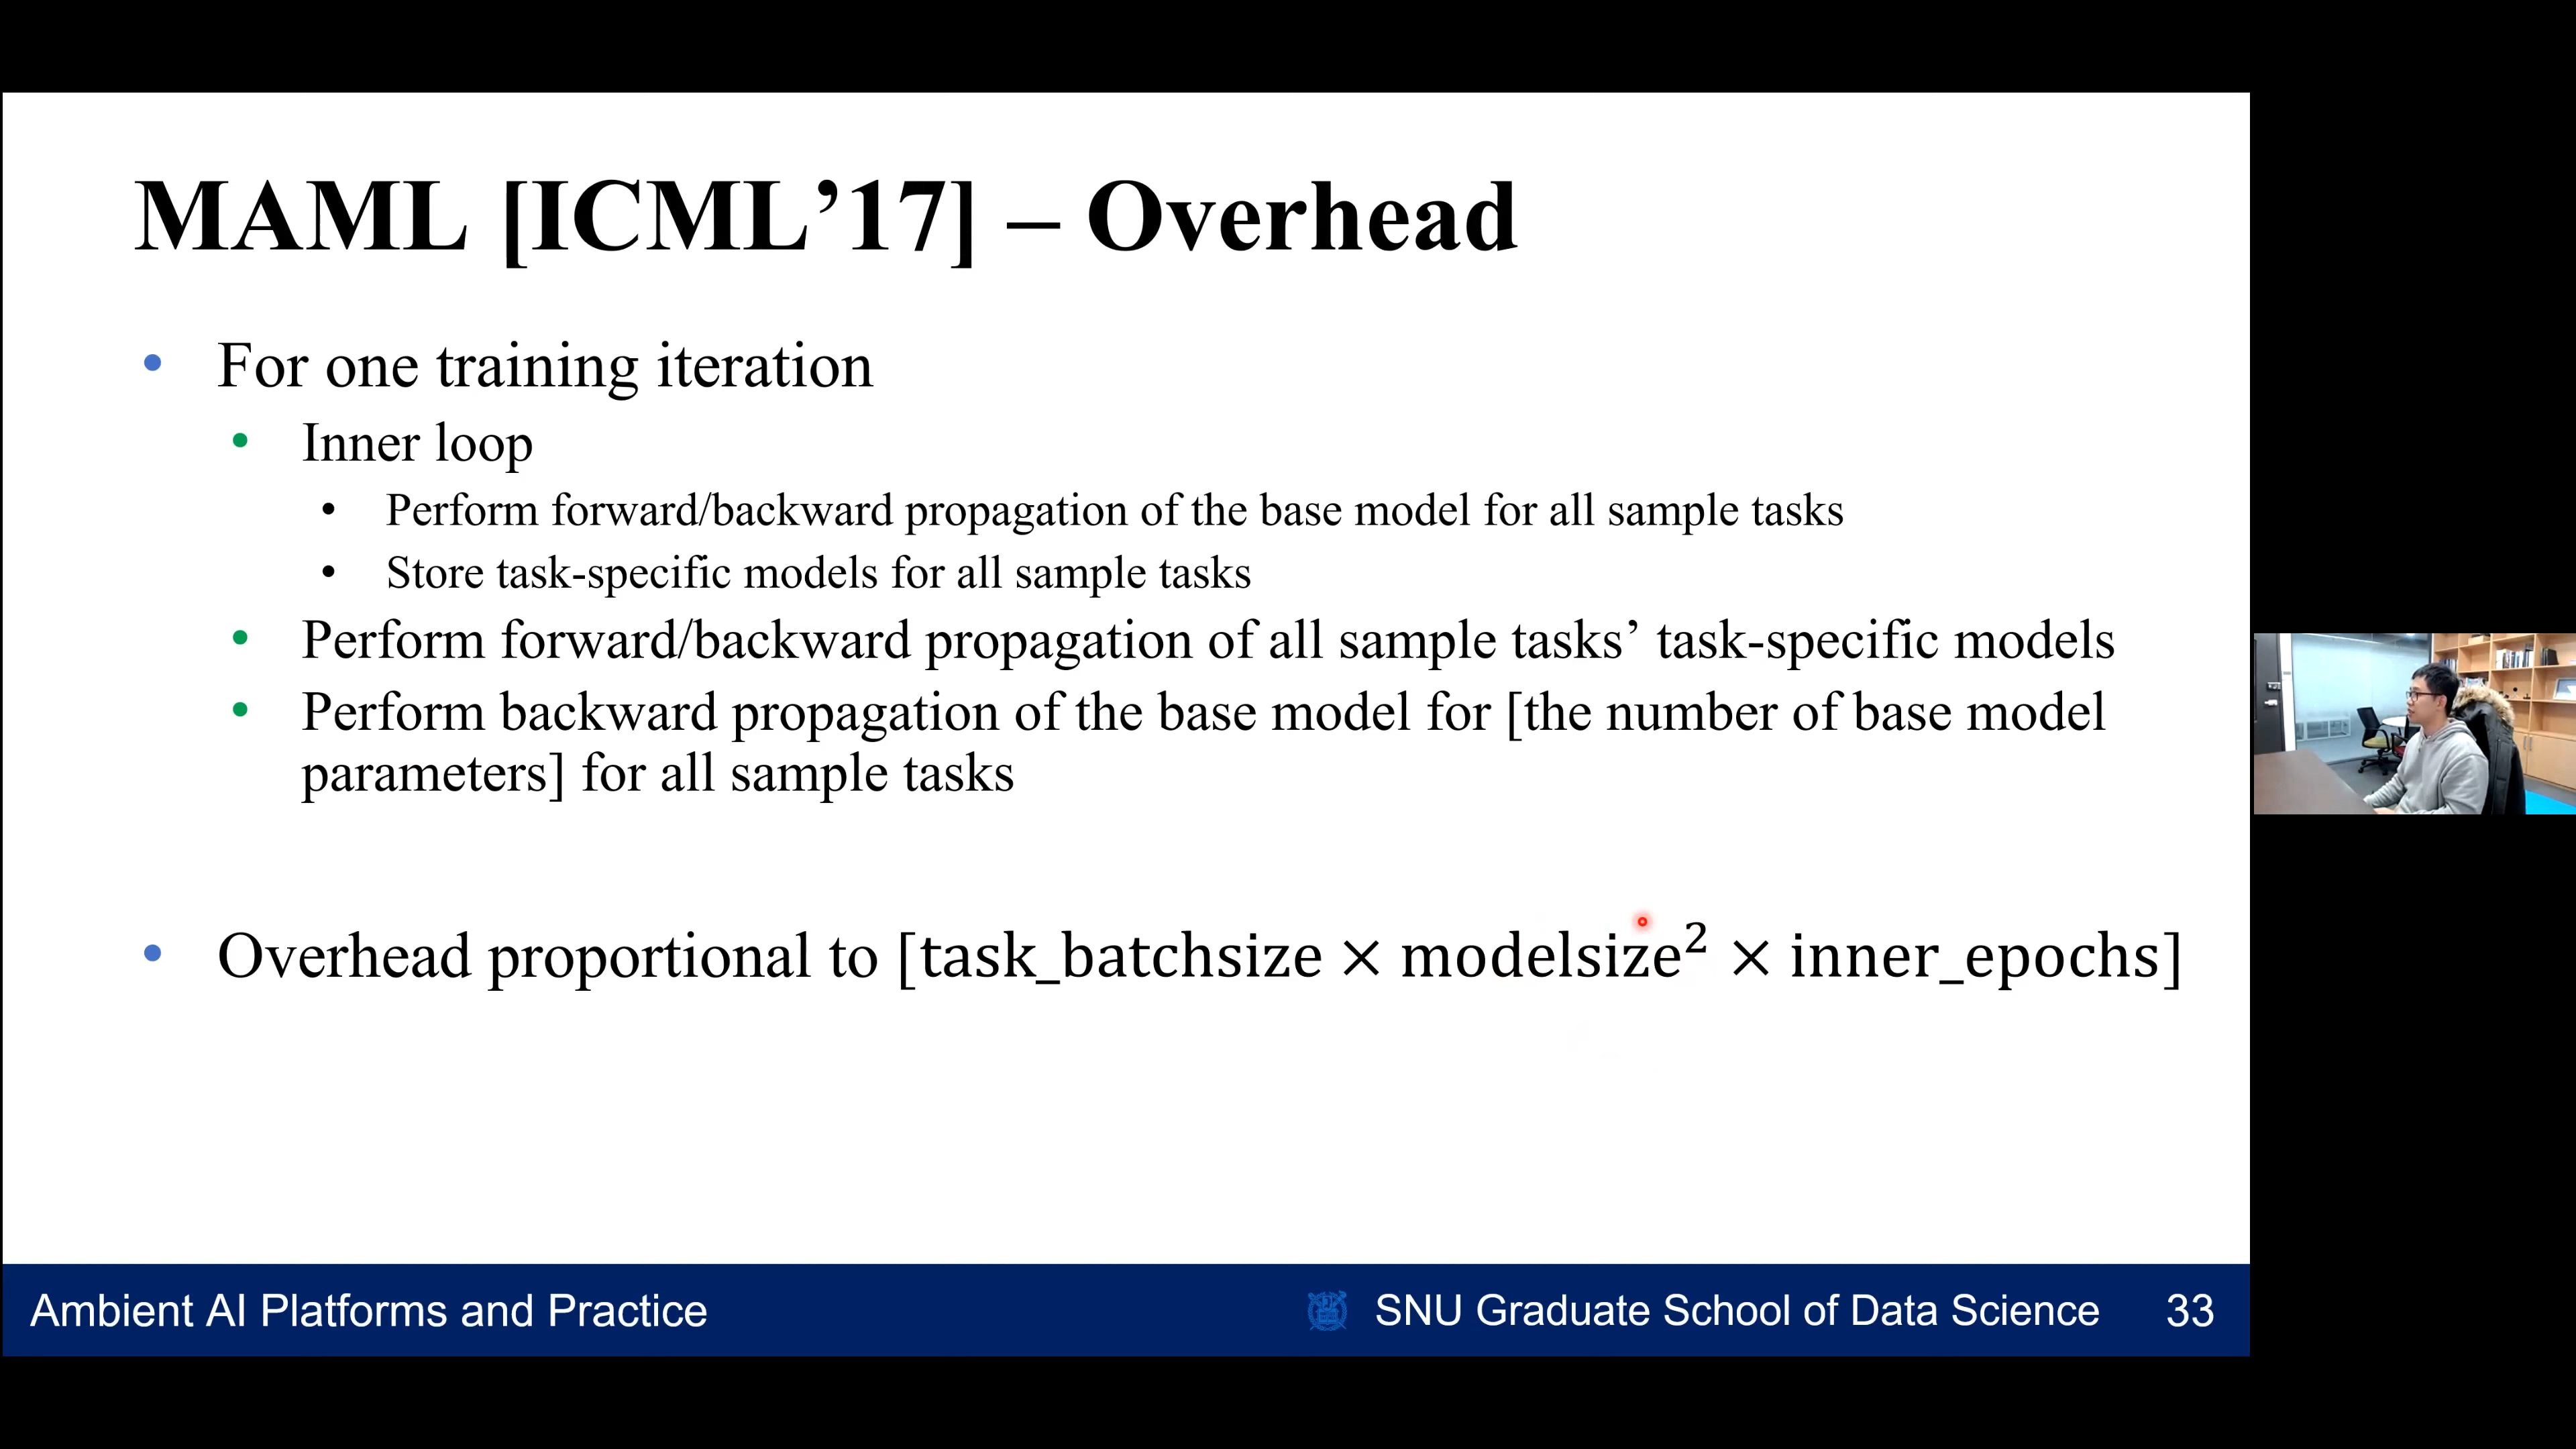 MAML [ICML’17] – Overhead
• For one training iteration
• Inner loop
• Perform forward/backward propagation of the base model for all sample tasks
• Store task-specific models for all sample tasks
• Perform forward/backward propagation of all sample tasks’ task-specific models
• Perform backward propagation of the base model for [the number of base model
parameters] for all sample tasks
• Overhead proportional to [task_batchsize × modelsize² × inner_epochs]
Ambient AI Platforms and Practice
SNU Graduate School of Data Science 33